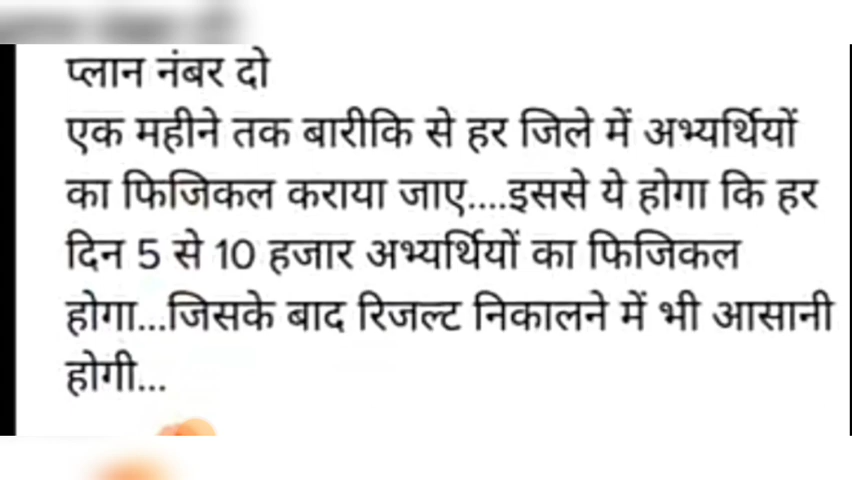 प्लान नंबर दो
एक महीने तक बारीकि से हर जिले में अभ्यर्थियों
का फिजिकल कराया जाए....इससे ये होगा कि हर
दिन 5 से 10 हजार अभ्यर्थियों का फिजिकल
होगा...जिसके बाद रिजल्ट निकालने में भी आसानी
होगी...